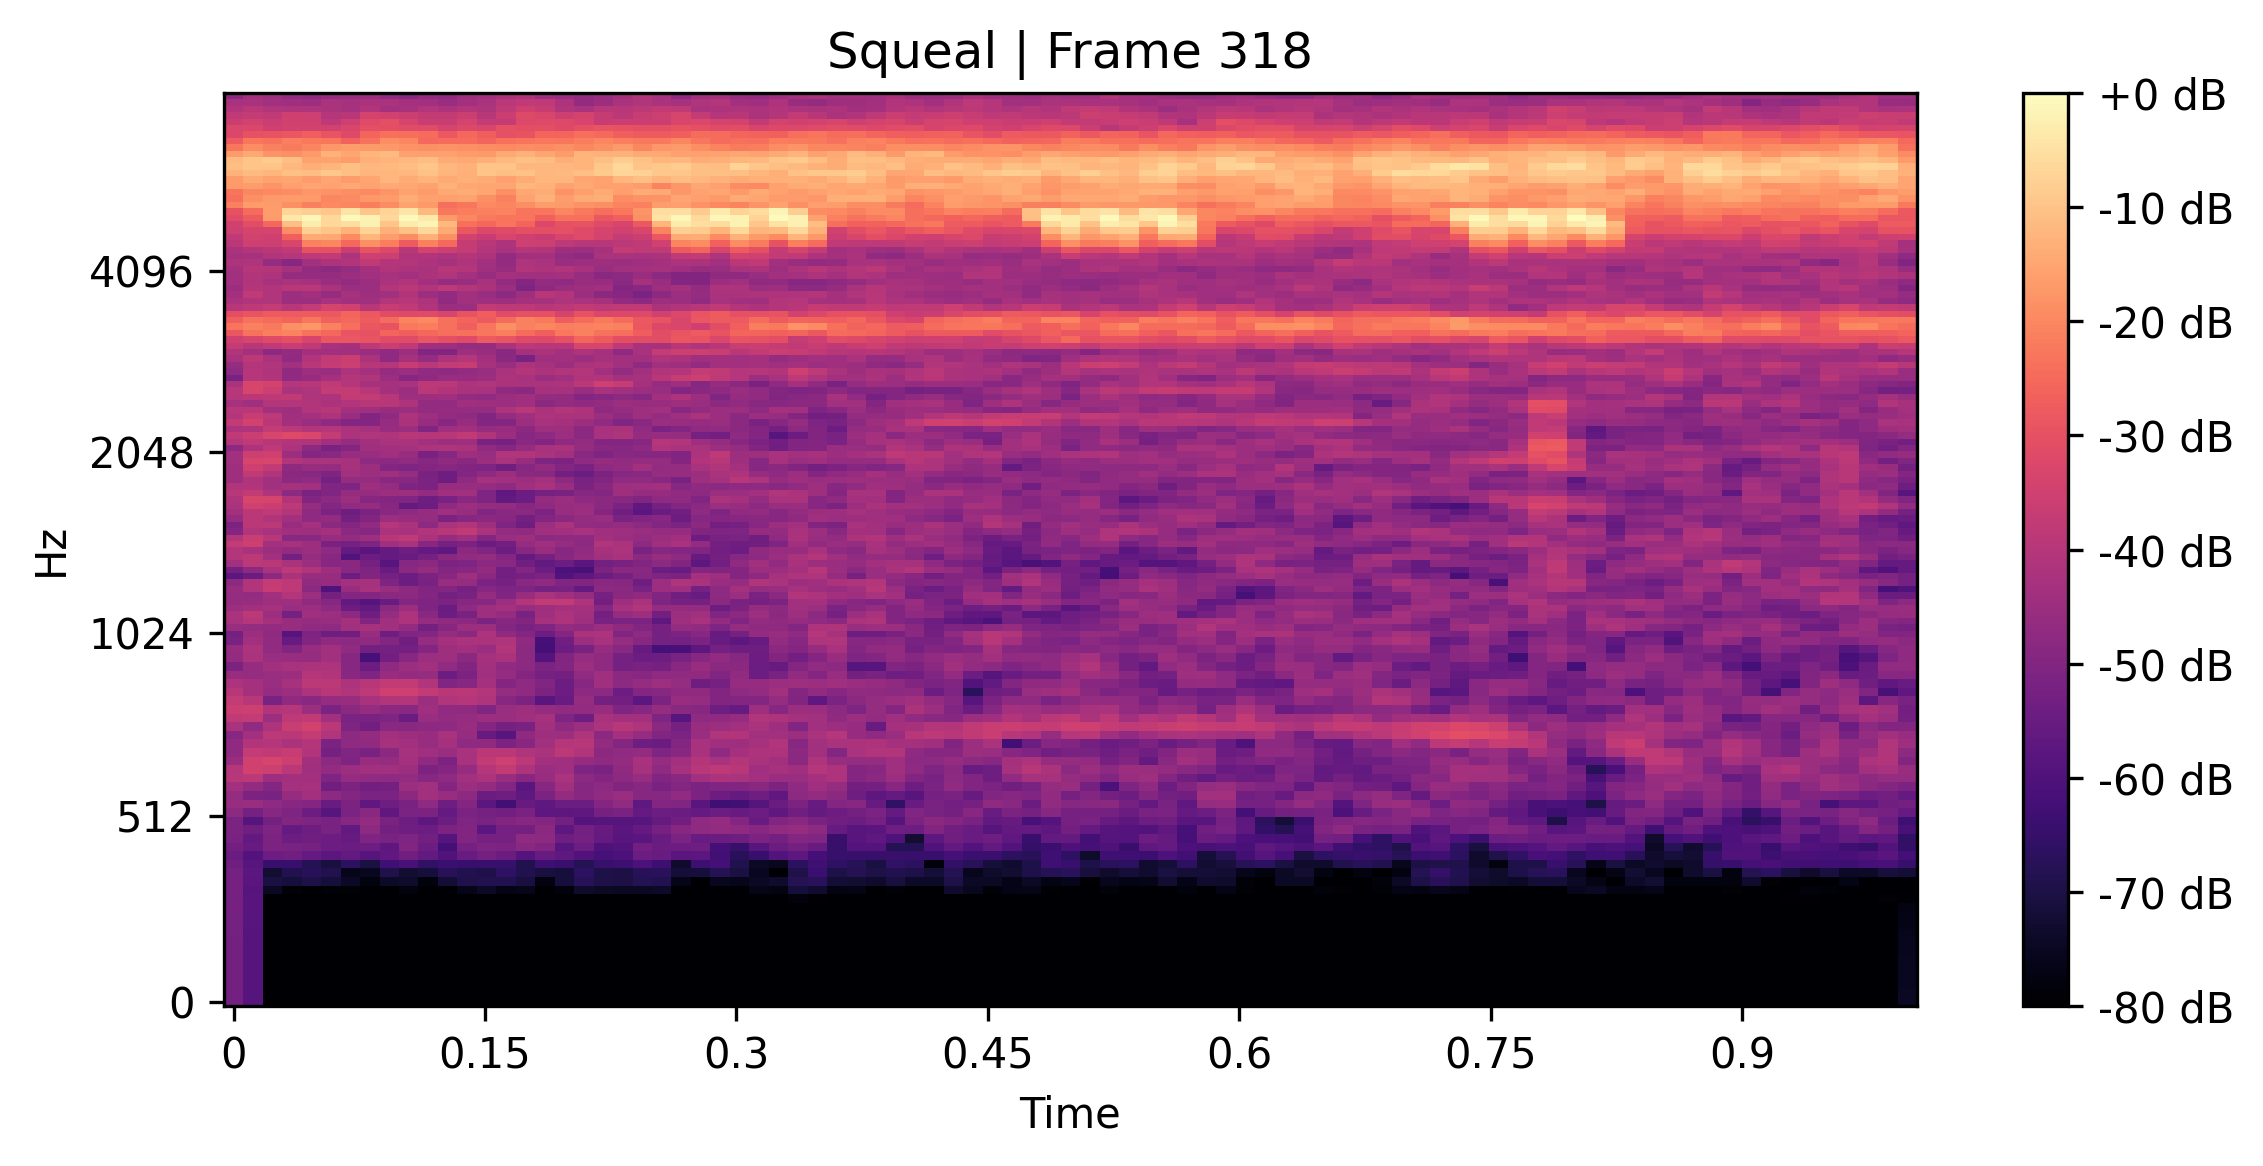 Squeal | Frame 318
+0 dB
-10 dB
-20 dB
-30 dB
-40 dB
-50 dB
-60 dB
-70 dB
-80 dB
Hz
4096
2048
1024
512
0
0 0.15 0.3 0.45 0.6 0.75 0.9
Time